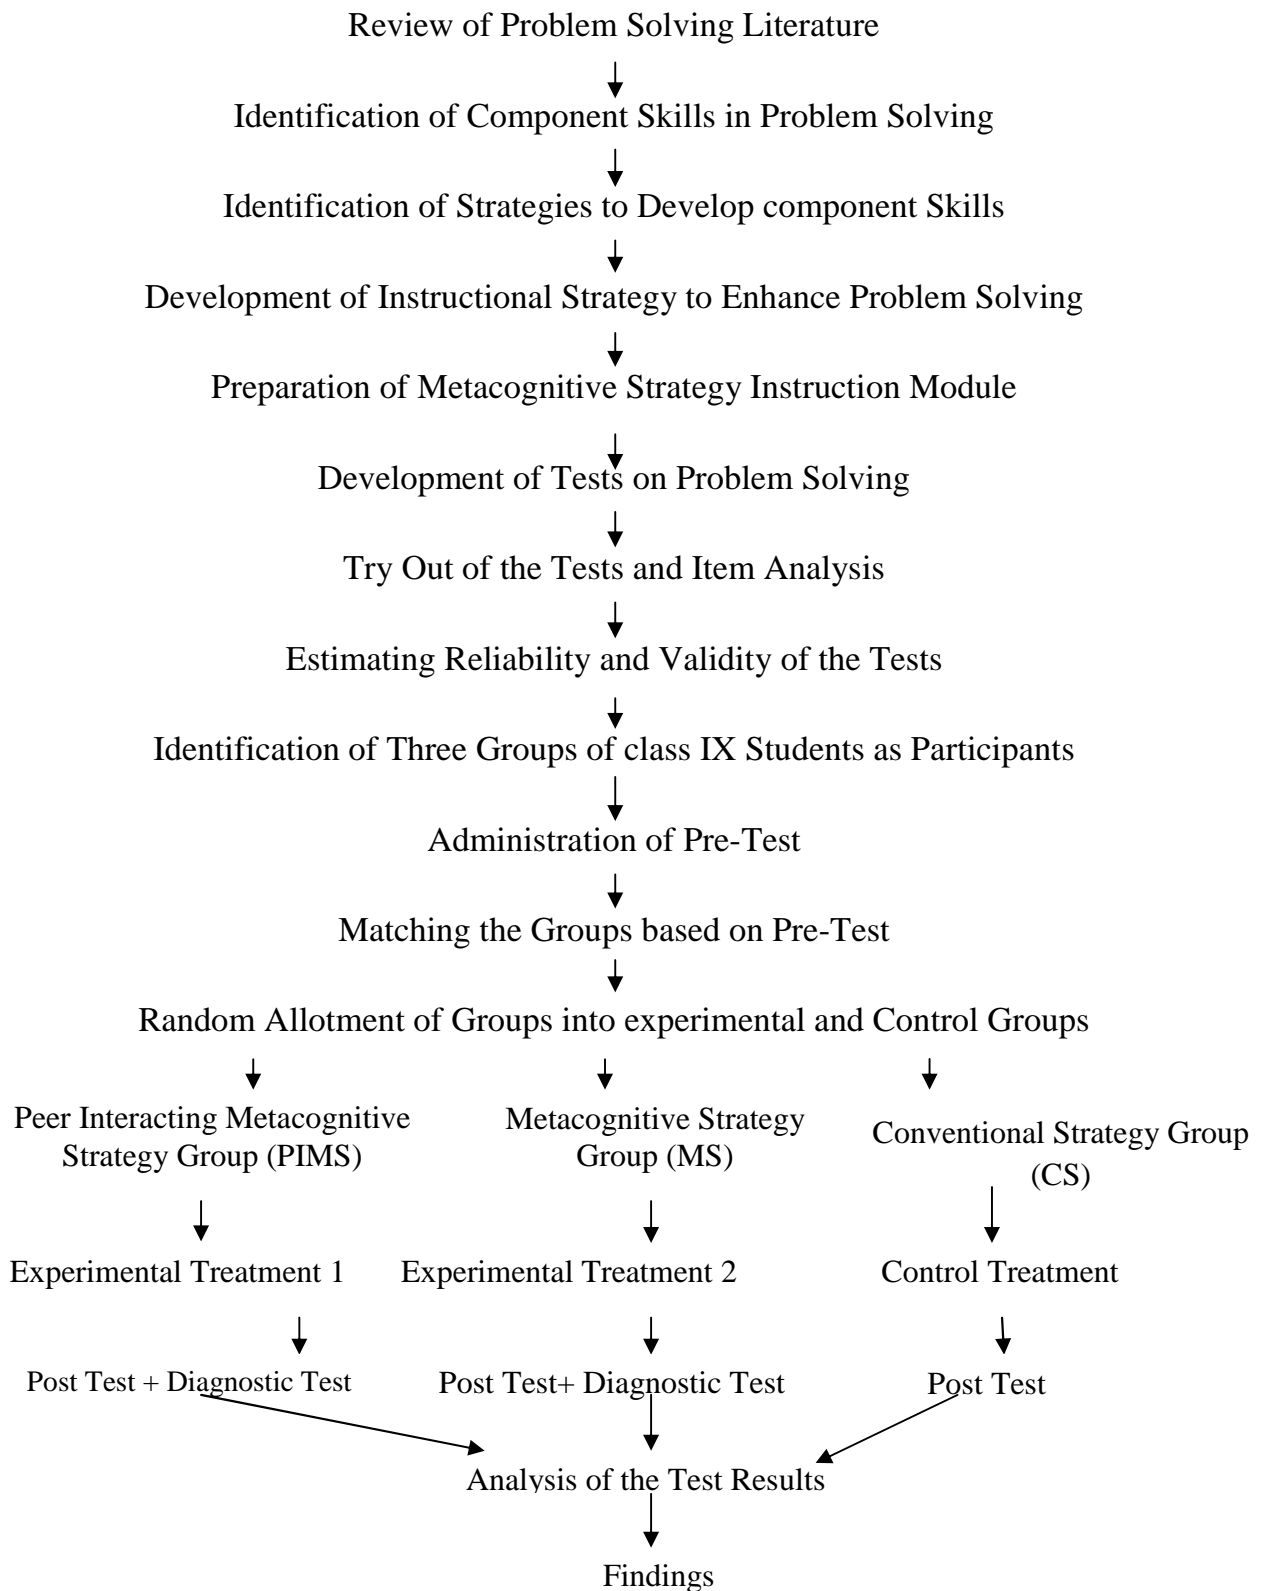 Review of Problem Solving Literature
Identification of Component Skills in Problem Solving
Identification of Strategies to Develop component Skills
Development of Instructional Strategy to Enhance Problem Solving
Preparation of Metacognitive Strategy Instruction Module
Development of Tests on Problem Solving
Try Out of the Tests and Item Analysis
Estimating Reliability and Validity of the Tests
Identification of Three Groups of class IX Students as Participants
Administration of Pre-Test
Matching the Groups based on Pre-Test
Random Allotment of Groups into experimental and Control Groups
Peer Interacting Metacognitive
Strategy Group (PIMS)
Metacognitive Strategy
Group (MS)
Conventional Strategy Group
(CS)
Experimental Treatment 1
Experimental Treatment 2
Control Treatment
Post Test + Diagnostic Test
Post Test+ Diagnostic Test
Post Test
Analysis of the Test Results
Findings